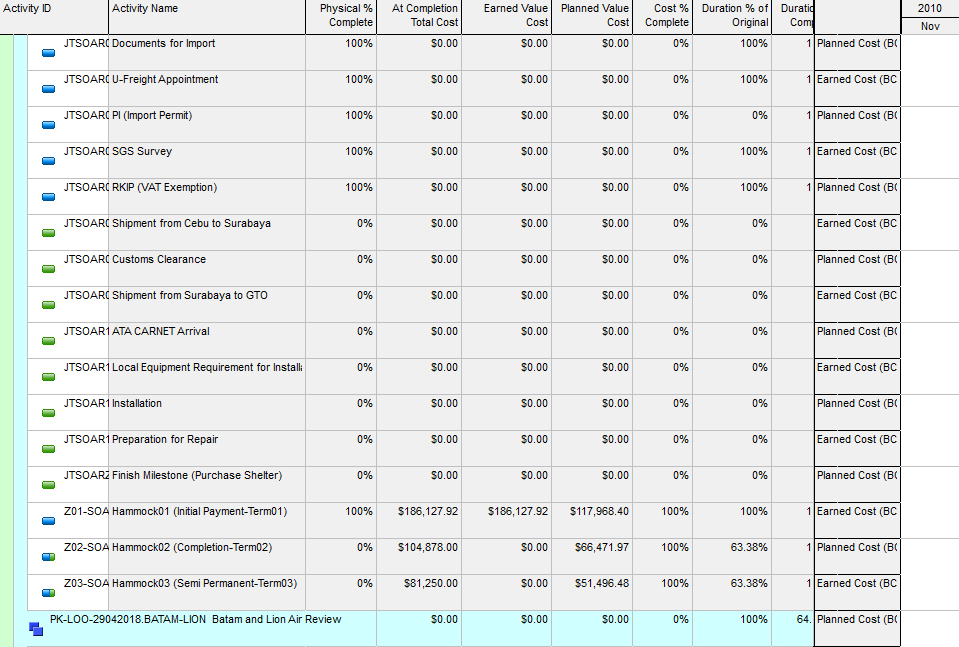 Activity ID Activity Name Physical % Complete At Completion Total Cost Earned Value Cost Planned Value Cost Cost % Complete Duration % of Original Duratic Comp 2010
Nov
JTSOAR0 Documents for Import 100% $0.00 $0.00 $0.00 0% 100% 1 Planned Cost (B
JTSOAR0 U-Freight Appointment 100% $0.00 $0.00 $0.00 0% 100% 1 Earned Cost (BC
JTSOAR0 PI (Import Permit) 100% $0.00 $0.00 $0.00 0% 100% 1 Planned Cost (B
JTSOAR0 SGS Survey 100% $0.00 $0.00 $0.00 0% 100% 1 Earned Cost (BC
JTSOAR0 RKIP (VAT Exemption) 100% $0.00 $0.00 $0.00 0% 100% 1 Planned Cost (B
JTSOAR0 Shipment from Cebu to Surabaya 0% $0.00 $0.00 $0.00 0% 0% Earned Cost (BC
JTSOAR0 Customs Clearance 0% $0.00 $0.00 $0.00 0% 0% Planned Cost (B
JTSOAR0 Shipment from Surabaya to GTO 0% $0.00 $0.00 $0.00 0% 0% Earned Cost (BC
JTSOAR1 ATA CARNET Arrival 0% $0.00 $0.00 $0.00 0% 0% Planned Cost (B
JTSOAR1 Local Equipment Requirement for Install 0% $0.00 $0.00 $0.00 0% 0% Earned Cost (BC
JTSOAR1 Installation 0% $0.00 $0.00 $0.00 0% 0% Planned Cost (B
JTSOAR1 Preparation for Repair 0% $0.00 $0.00 $0.00 0% 0% Earned Cost (BC
JTSOARZ Finish Milestone (Purchase Shelter) 0% $0.00 $0.00 $0.00 0% 0% Planned Cost (B
Z01-SOA Hammock01 (Initial Payment-Term01) 100% $186,127.92 $186,127.92 $117,968.40 100% 100% 1 Earned Cost (BC
Z02-SOA Hammock02 (Completion-Term02) 0% $104,878.00 $0.00 $66,471.97 100% 63.38% 1 Planned Cost (B
Z03-SOA Hammock03 (Semi Permanent-Term03) 0% $81,250.00 $0.00 $51,496.48 100% 63.38% 1 Earned Cost (BC
PK-LOO-29042018.BATAM-LION Batam and Lion Air Review $0.00 $0.00 $0.00 0% 100% 64. Planned Cost (B